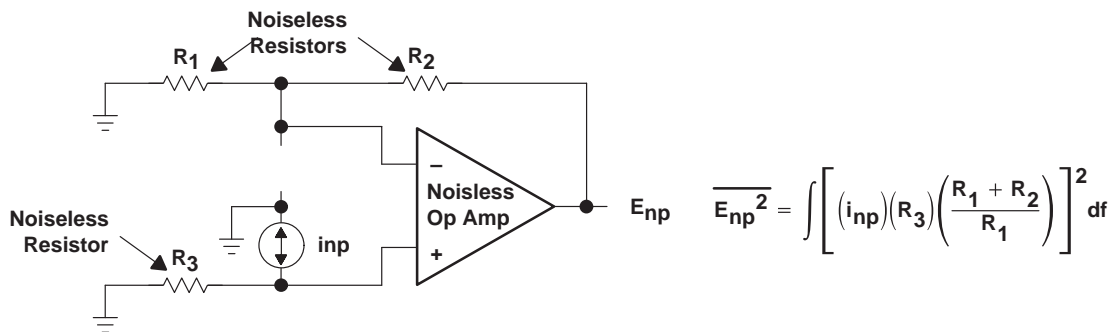 Noiseless
Resistors
R1
R2
–
Noisless
Op Amp
+
Enp
Enp² = ∫[(inp)(R3)((R1 + R2)/R1)]² df
inp
Noiseless
Resistor
R3